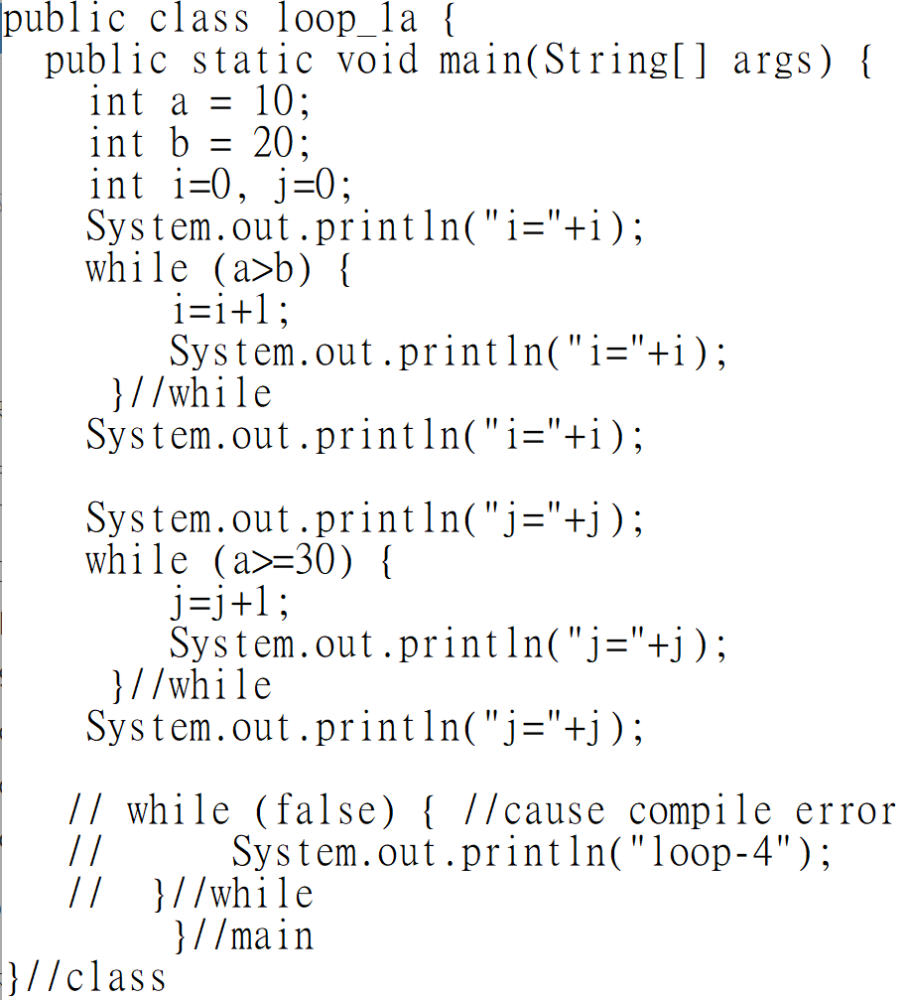 public class loop_1a {
  public static void main(String[] args) {
    int a = 10;
    int b = 20;
    int i=0, j=0;
    System.out.println("i="+i);
    while (a>b) {
        i=i+1;
        System.out.println("i="+i);
     }//while
    System.out.println("i="+i);

    System.out.println("j="+j);
    while (a>=30) {
        j=j+1;
        System.out.println("j="+j);
     }//while
    System.out.println("j="+j);

   // while (false) { //cause compile error
   //      System.out.println("loop-4");
   //  }//while
        }//main
}//class